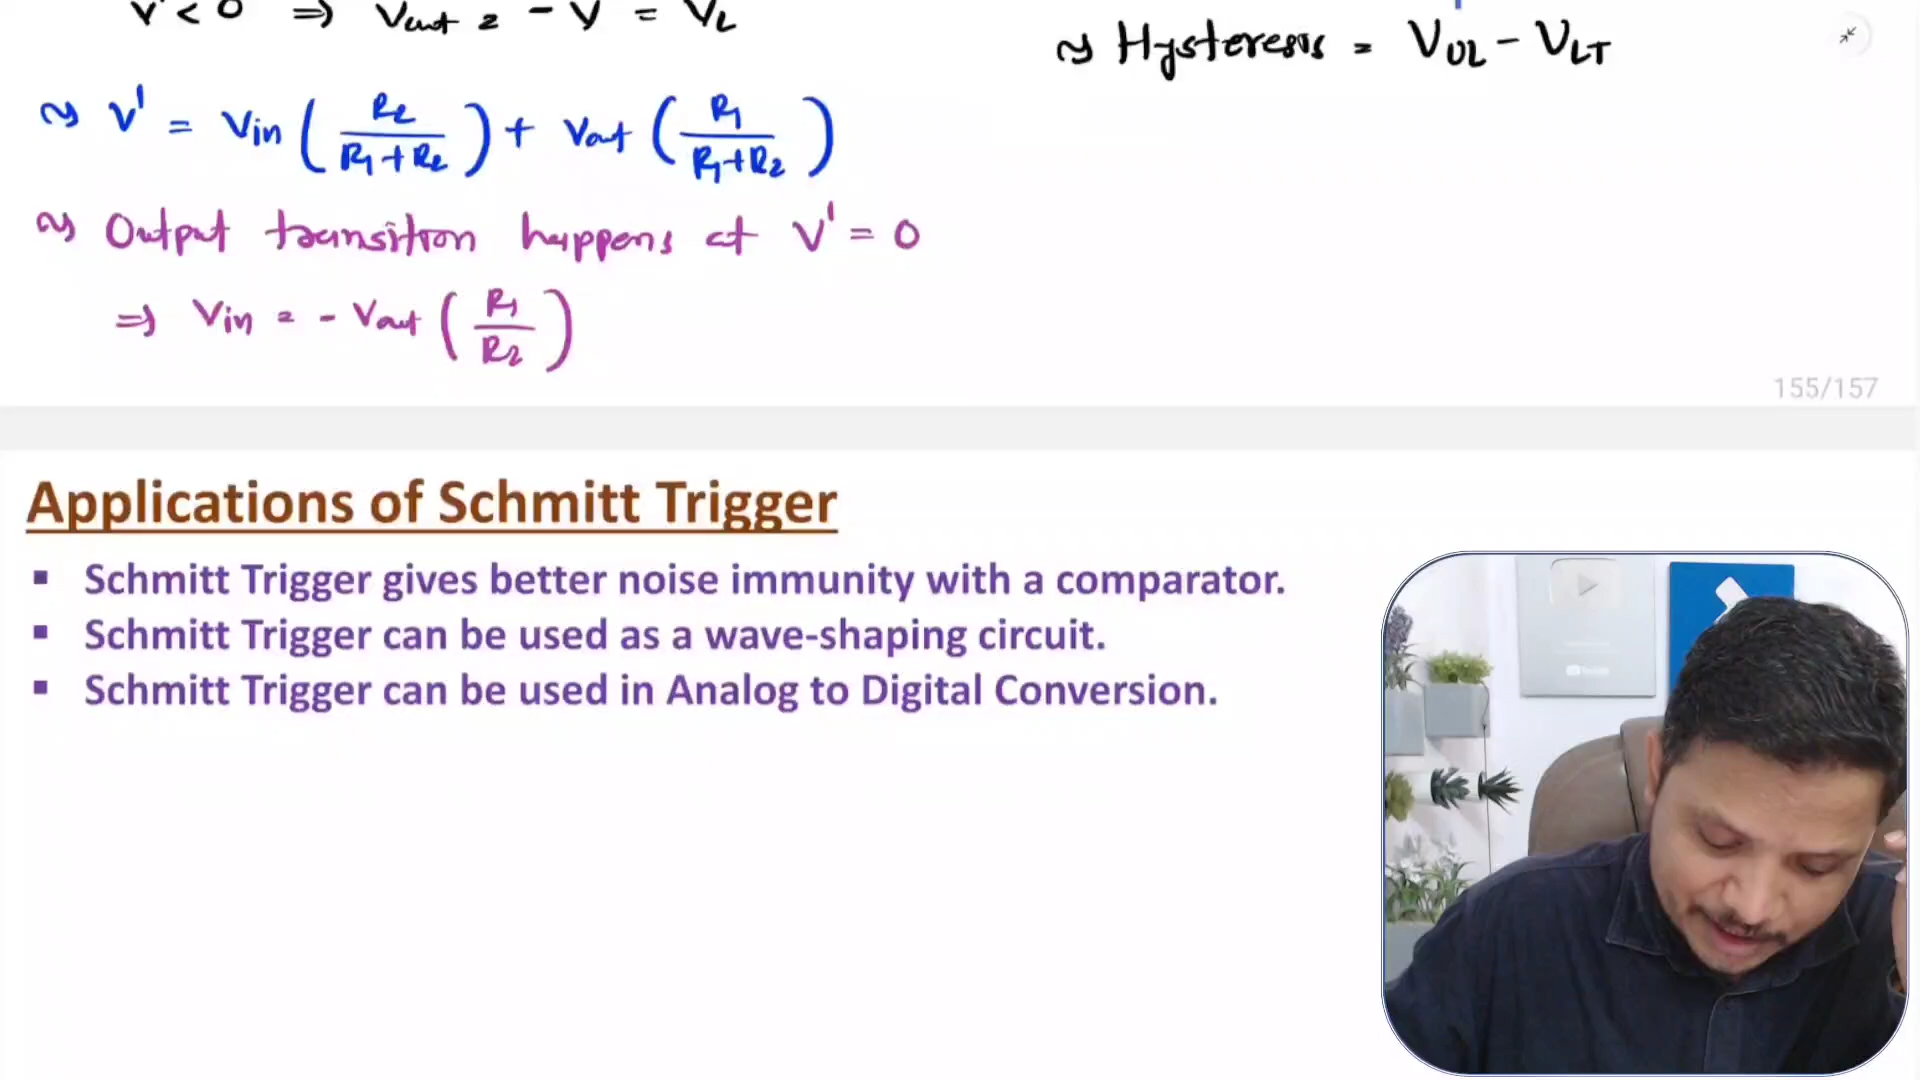 V' < 0 ⇒ Vout = - V = VL
Hysteresis = VUL - VLT
V' = Vin (R2 / R1+R2) + Vout (R1 / R1+R2)
Output transition happens at V' = 0
⇒ Vin = - Vout (R1 / R2)
155/157
Applications of Schmitt Trigger
▪ Schmitt Trigger gives better noise immunity with a comparator.
▪ Schmitt Trigger can be used as a wave-shaping circuit.
▪ Schmitt Trigger can be used in Analog to Digital Conversion.